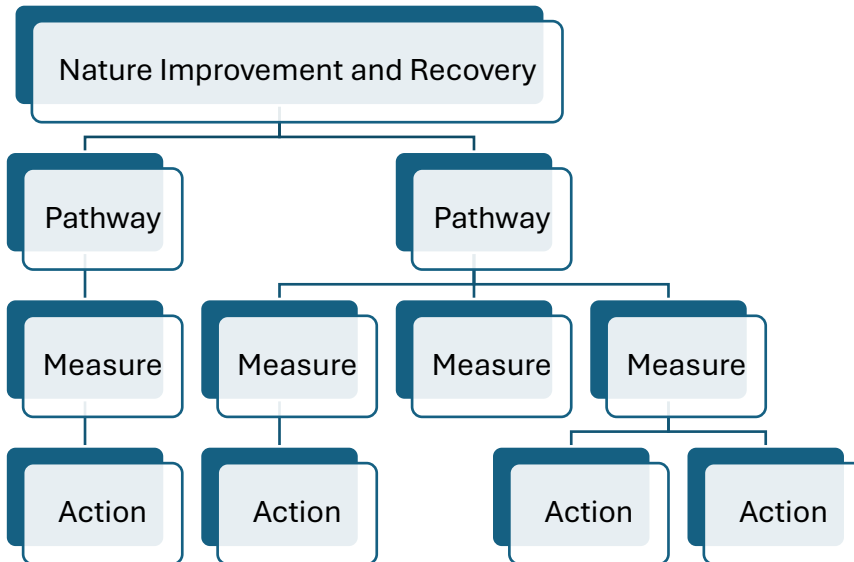 Nature Improvement and Recovery
Pathway
Pathway
Measure
Measure
Measure
Measure
Action
Action
Action
Action